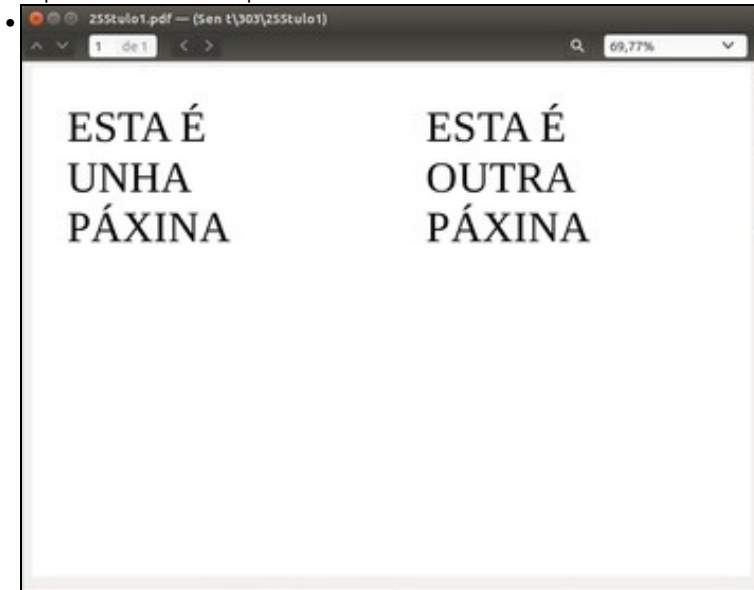 255tulo1.pdf — (Sen t\303\255tulo1)
1 de 1
69,77%
ESTA É
UNHA
PÁXINA
ESTA É
OUTRA
PÁXINA